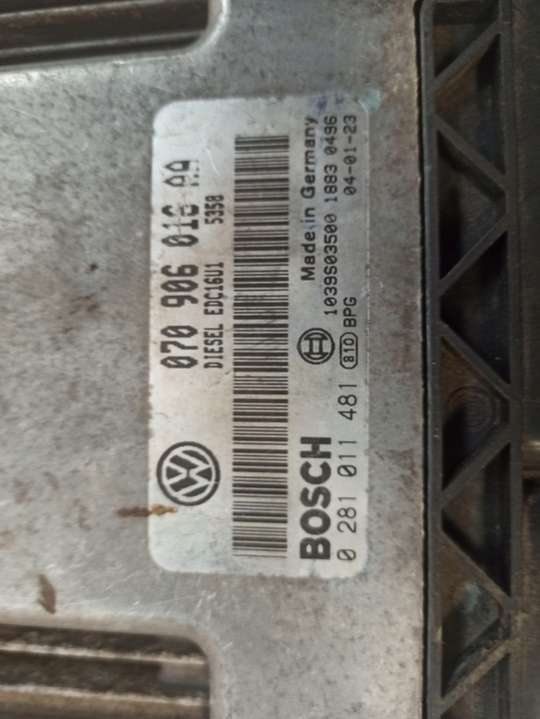 070 906 016 AA
DIESEL EDC16U1 5350
BOSCH
0 281 011 481
Made in Germany
1039S03500 1883 0496
810 BPG 04-01-23